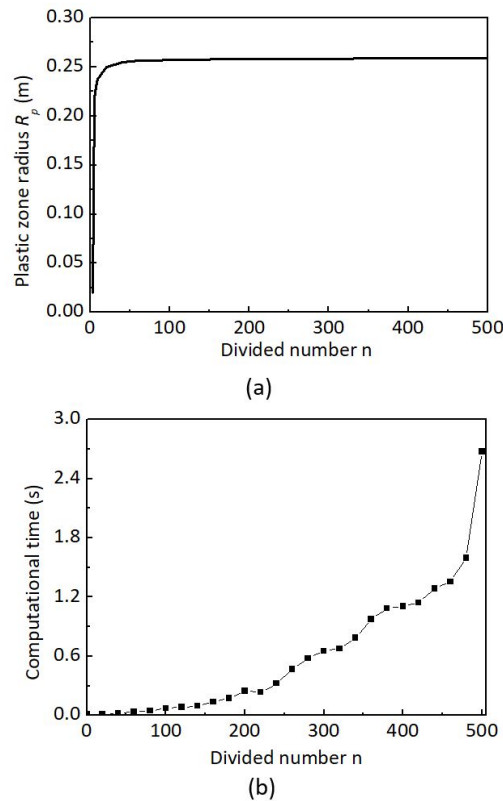 0.30
0.25
0.20
0.15
0.10
0.05
0.00
Plastic zone radius R_p (m)
0 100 200 300 400 500
Divided number n
(a)
3.0
2.4
1.8
1.2
0.6
0.0
Computational time (s)
0 100 200 300 400 500
Divided number n
(b)